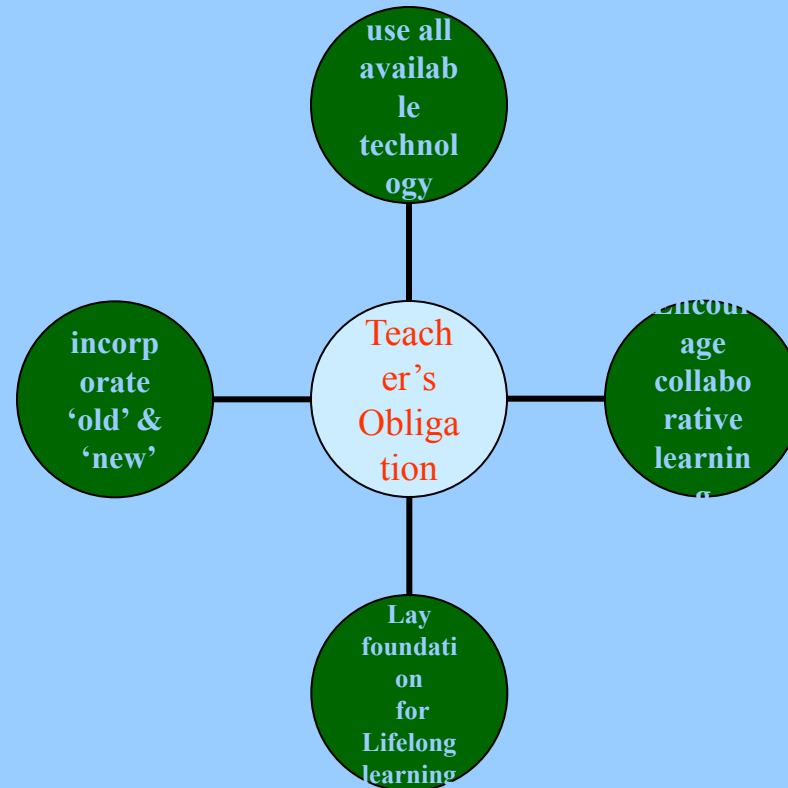 use all
availab
le
technol
ogy
incorp
orate
‘old’ &
‘new’
Teach
er’s
Obliga
tion
Encour
age
collabo
rative
learnin
g
Lay
foundati
on
for
Lifelong
learning